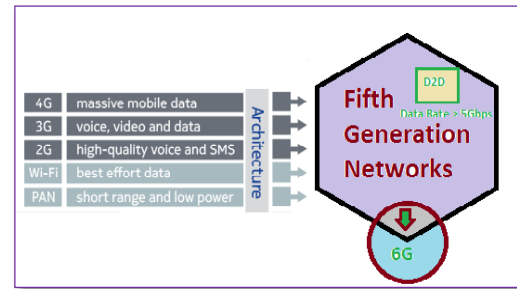 4G massive mobile data
3G voice, video and data
2G high-quality voice and SMS
Wi-Fi best effort data
PAN short range and low power
Architecture
D2D
Data Rate > 5Gbps
Fifth
Generation
Networks
6G